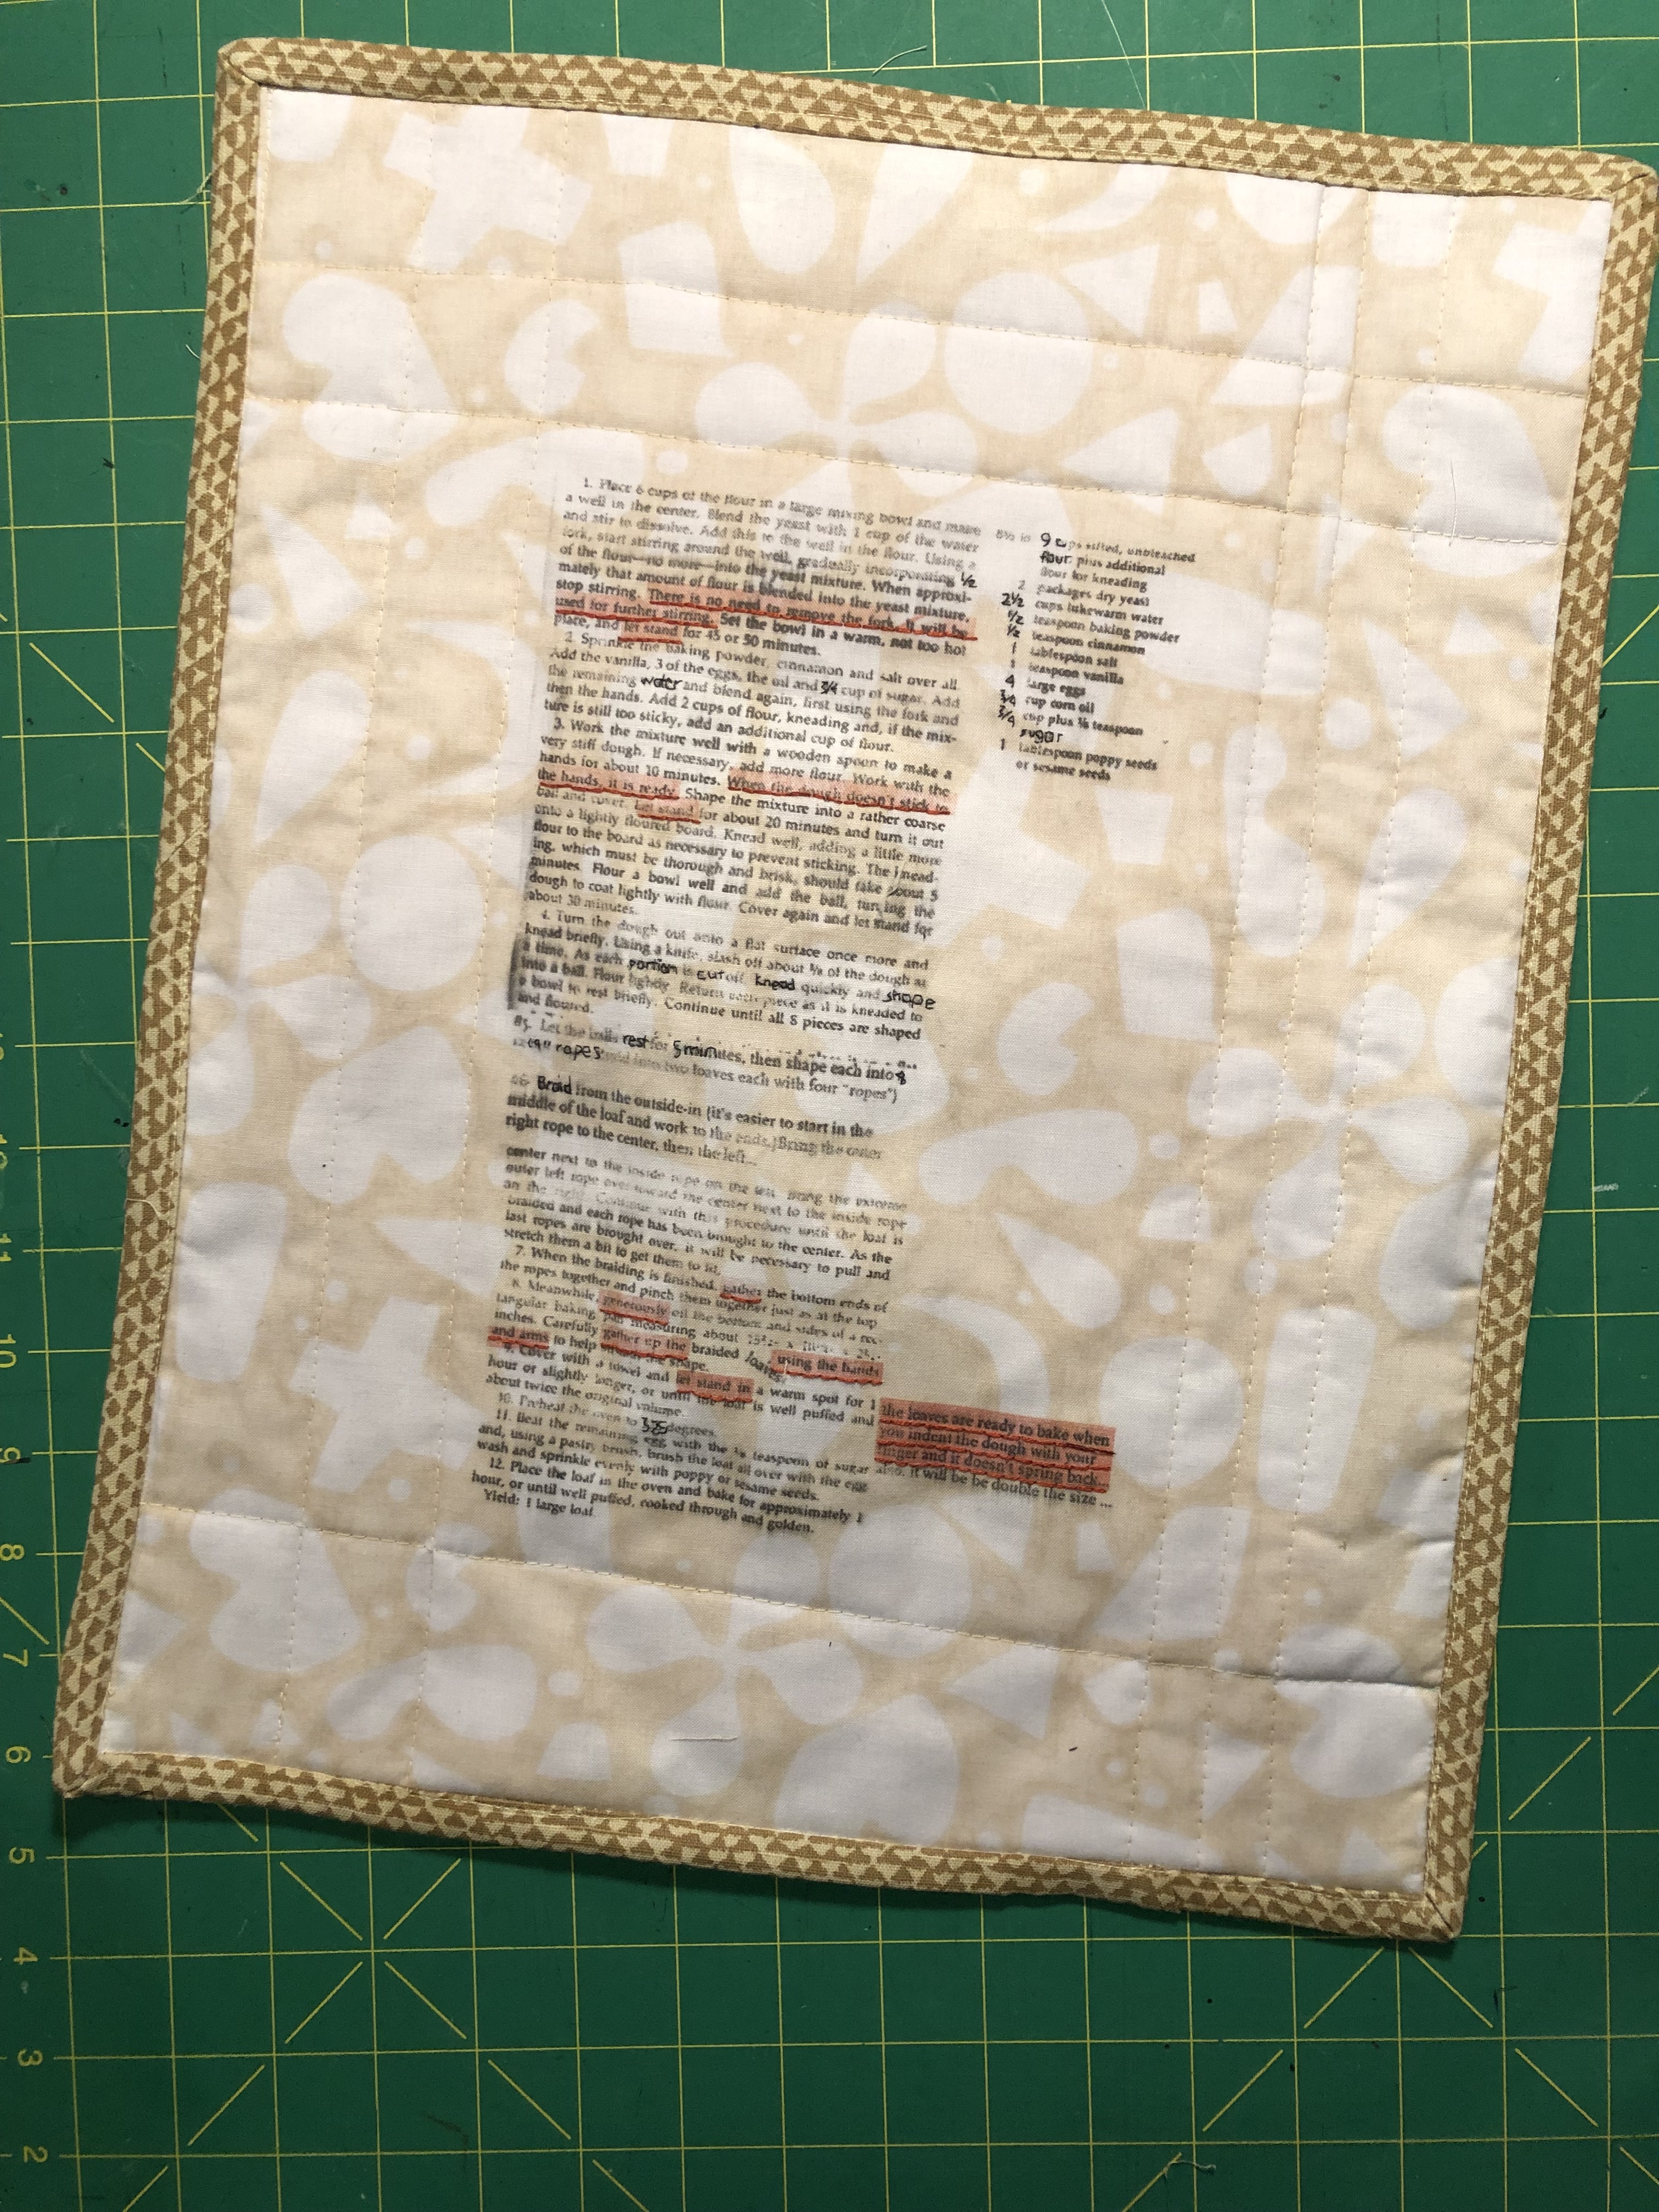 1. Place 6 cups of the flour in a large mixing bowl and make
a well in the center. Blend the yeast with 1 cup of the water
and stir to dissolve. Add this to the well in the flour. Using a
fork, start stirring around the well, gradually incorporating ½
of the flour—no more—into the yeast mixture. When approxi-
mately that amount of flour is blended into the yeast mixture,
stop stirring. There is no need to remove the fork. It will be
used for further stirring. Set the bowl in a warm, not too hot
place, and let stand for 45 or 50 minutes.
2. Sprinkle the baking powder, cinnamon and salt over all.
Add the vanilla, 3 of the eggs, the oil and ¾ cup of sugar. Add
the remaining water and blend again, first using the fork and
then the hands. Add 2 cups of flour, kneading and, if the mix-
ture is still too sticky, add an additional cup of flour.
3. Work the mixture well with a wooden spoon to make a
very stiff dough. If necessary, add more flour. Work with the
hands for about 10 minutes. When the dough doesn't stick to
the hands, it is ready. Shape the mixture into a rather coarse
ball and cover. Let stand for about 20 minutes and turn it out
onto a lightly floured board. Knead well, adding a little more
flour to the board as necessary to prevent sticking. The knead-
ing, which must be thorough and brisk, should take about 5
minutes. Flour a bowl well and add the ball, turning the
dough to coat lightly with flour. Cover again and let stand for
about 30 minutes.
4. Turn the dough out onto a flat surface once more and
knead briefly. Using a knife, slash off about ⅛ of the dough at
a time. As each portion is cut off knead quickly and shape
into a ball. Flour lightly. Return each piece as it is kneaded to
a bowl to rest briefly. Continue until all 8 pieces are shaped
and floured.
5. Let the balls rest for 5 minutes, then shape each into
ropes into two loaves each with four "ropes")
Braid from the outside-in (it's easier to start in the
middle of the loaf and work to the ends.) Bring the center
right rope to the center, then the left...
center next to the inside rope on the left. Bring the extreme
outer left rope over toward the center next to the inside rope
on the right. Continue with this procedure until the loaf is
braided and each rope has been brought to the center. As the
last ropes are brought over, it will be necessary to pull and
stretch them a bit to get them to fit.
7. When the braiding is finished, gather the bottom ends of
the ropes together and pinch them together just as at the top.
8. Meanwhile, generously oil the bottom and sides of a rec-
tangular baking pan measuring about
inches. Carefully gather up the braided loaves, using the hands
and arms to help the shape.
9. Cover with a towel and let stand in a warm spot for 1
hour or slightly longer, or until the loaf is well puffed and
about twice the original volume.
10. Preheat the oven to 325 degrees.
11. Beat the remaining egg with the ⅛ teaspoon of sugar
and, using a pastry brush, brush the loaf all over with the egg
wash and sprinkle evenly with poppy or sesame seeds.
12. Place the loaf in the oven and bake for approximately 1
hour, or until well puffed, cooked through and golden.
Yield: 1 large loaf
8½ to 9 cups sifted, unbleached
flour plus additional
flour for kneading
2 packages dry yeast
2½ cups lukewarm water
½ teaspoon baking powder
½ teaspoon cinnamon
1 tablespoon salt
1 teaspoon vanilla
4 large eggs
¾ cup corn oil
¾ cup plus ⅛ teaspoon
sugar
1 tablespoon poppy seeds
or sesame seeds
the loaves are ready to bake when
you indent the dough with your
finger and it doesn't spring back...
also, it will be be double the size ...
12
11
10
9
8
7
6
5
4
3
2